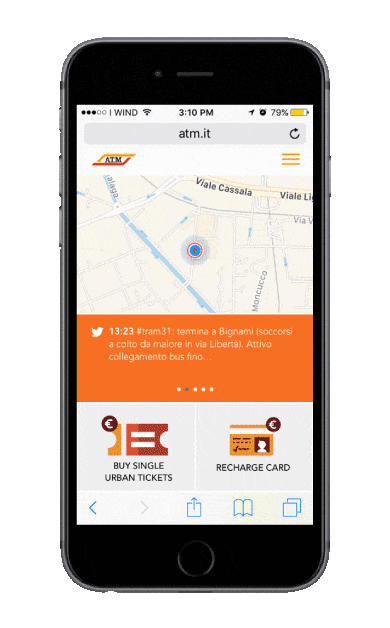 WIND
3:10 PM
79%
atm.it
ATM
Viale Cassala
Viale
Via
Moncucco
13:23 #tram31: termina a Bignami (soccorsi
a colto da malore in via Libertà). Attivo
collegamento bus fino...
BUY SINGLE
URBAN TICKETS
RECHARGE CARD